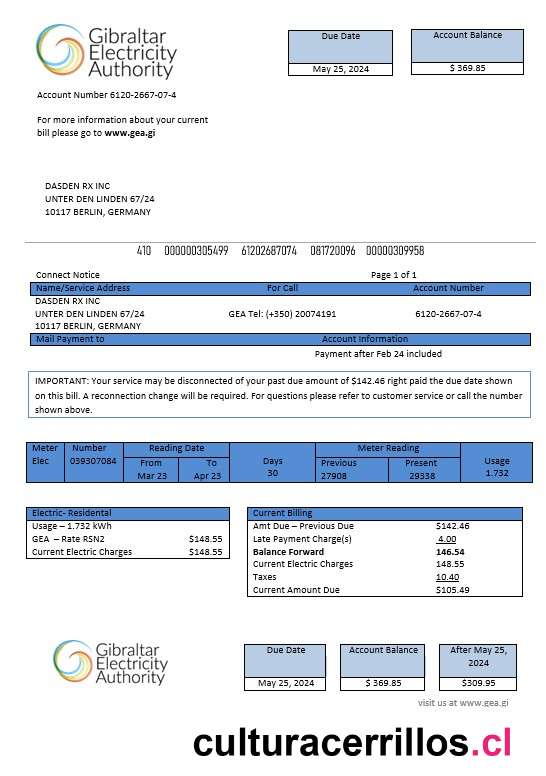 Gibraltar
Electricity
Authority
Due Date
May 25, 2024
Account Balance
$ 369.85
Account Number 6120-2667-07-4
For more information about your current
bill please go to www.gea.gi
DASDEN RX INC
UNTER DEN LINDEN 67/24
10117 BERLIN, GERMANY
410 000000305499 61202687074 081720096 00000309958
Connect Notice Page 1 of 1
Name/Service Address For Call Account Number
DASDEN RX INC
UNTER DEN LINDEN 67/24 GEA Tel: (+350) 20074191 6120-2667-07-4
10117 BERLIN, GERMANY
Mail Payment to Account Information
Payment after Feb 24 included
IMPORTANT: Your service may be disconnected of your past due amount of $142.46 right paid the due date shown
on this bill. A reconnection change will be required. For questions please refer to customer service or call the number
shown above.
Meter Number Reading Date Meter Reading
Elec 039307084 From To Days Previous Present Usage
Mar 23 Apr 23 30 27908 29338 1.732
Electric- Residental
Usage – 1.732 kWh
GEA – Rate RSN2 $148.55
Current Electric Charges $148.55
Current Billing
Amt Due – Previous Due $142.46
Late Payment Charge(s) 4.00
Balance Forward 146.54
Current Electric Charges 148.55
Taxes 10.40
Current Amount Due $105.49
Gibraltar
Electricity
Authority
Due Date
May 25, 2024
Account Balance
$ 369.85
After May 25,
2024
$309.95
visit us at www.gea.gi
culturacerrillos.cl